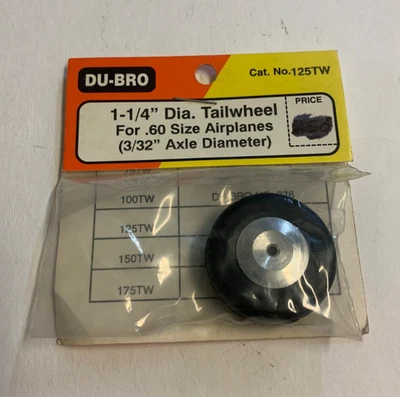 DU-BRO
Cat. No.125TW
1-1/4” Dia. Tailwheel
For .60 Size Airplanes
(3/32” Axle Diameter)
PRICE
75TW
100TW
125TW
150TW
175TW